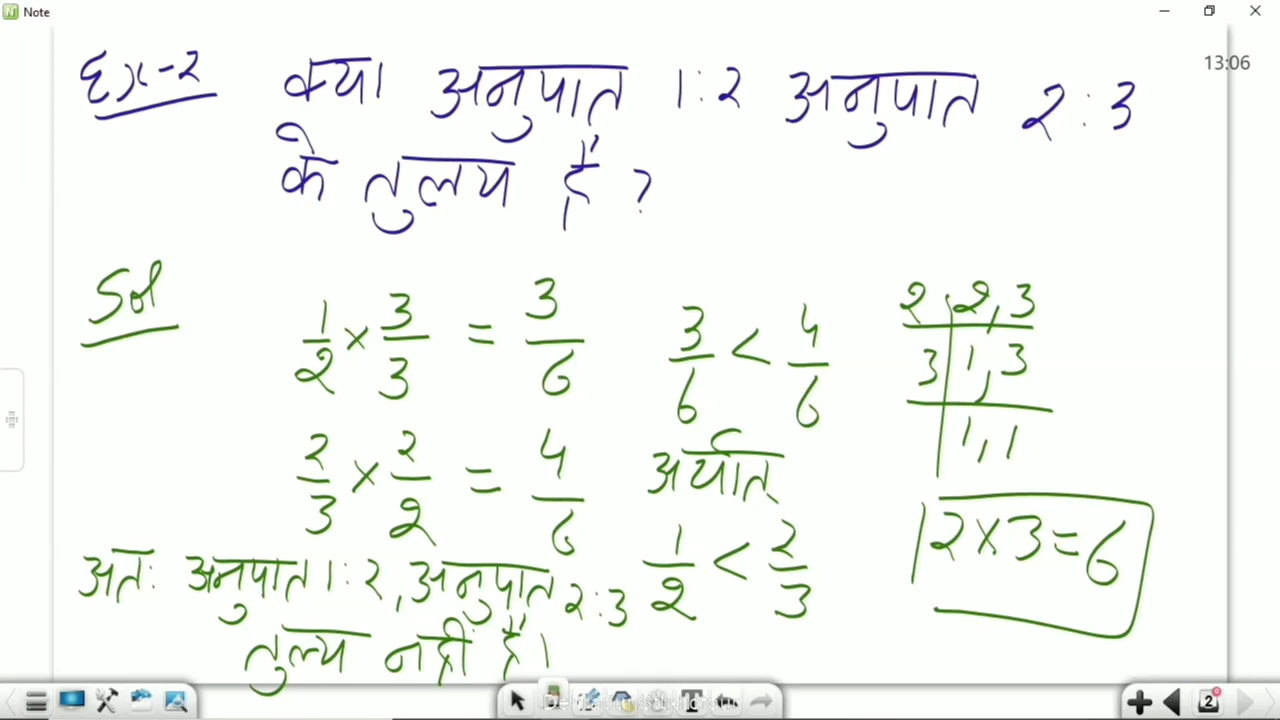 Note
13:06
Ex-2 क्या अनुपात 1:2 अनुपात 2:3
के तुलय है ?
Sol
1/2 × 3/3 = 3/6
2/3 × 2/2 = 4/6
3/6 < 4/6
अर्थात
1/2 < 2/3
2 | 2, 3
3 | 1, 3
1, 1
2×3=6
अत: अनुपात 1:2, अनुपात 2:3
तुल्य नही है।
2